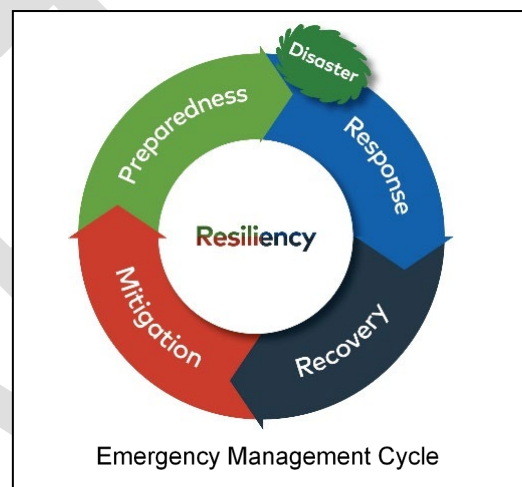 Disaster
Preparedness
Response
Resiliency
Mitigation
Recovery
Emergency Management Cycle